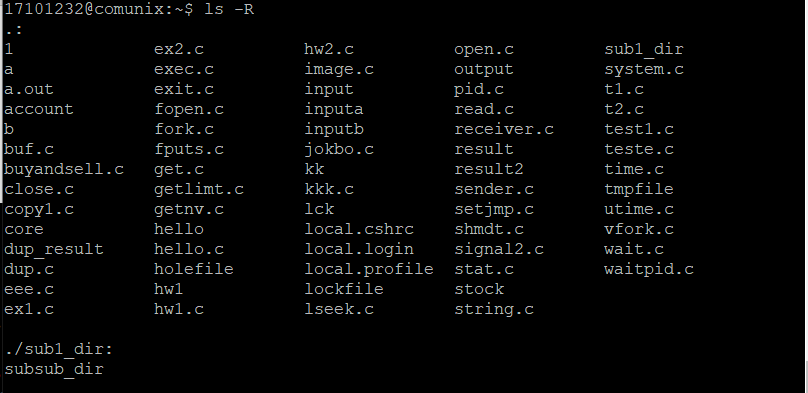 17101232@comunix:~$ ls -R
.:
1 ex2.c hw2.c open.c sub1_dir
a exec.c image.c output system.c
a.out exit.c input pid.c t1.c
account fopen.c inputa read.c t2.c
b fork.c inputb receiver.c test1.c
buf.c fputs.c jokbo.c result teste.c
buyandsell.c get.c kk result2 time.c
close.c getlimt.c kkk.c sender.c tmpfile
copy1.c getnv.c lck setjmp.c utime.c
core hello local.cshrc shmdt.c vfork.c
dup_result hello.c local.login signal2.c wait.c
dup.c holefile local.profile stat.c waitpid.c
eee.c hw1 lockfile stock
ex1.c hw1.c lseek.c string.c
./sub1_dir:
subsub_dir